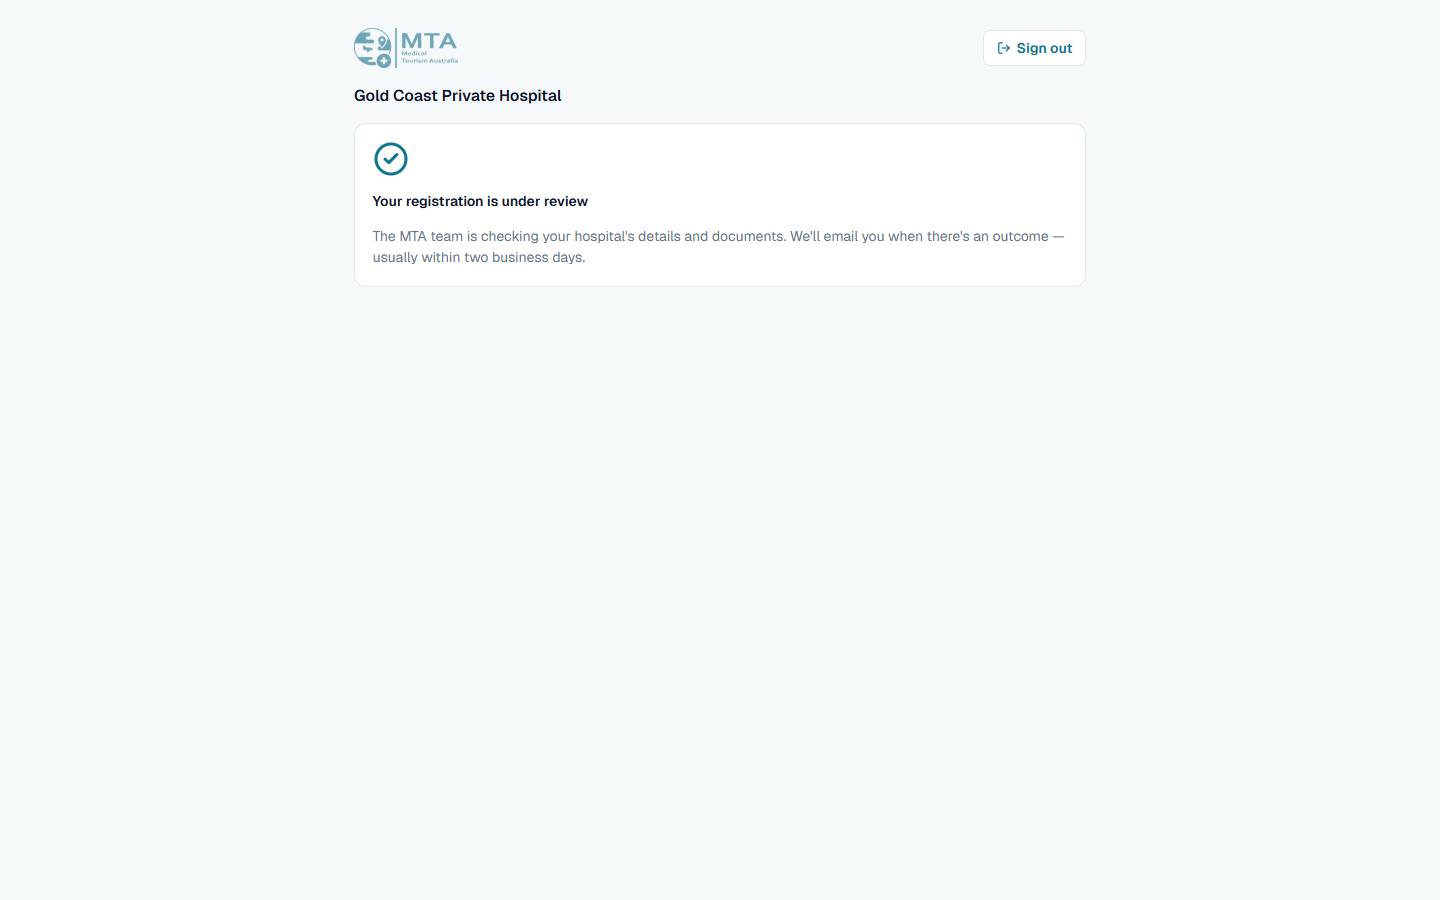 MTA
Medical
Tourism Australia
Sign out
Gold Coast Private Hospital
Your registration is under review
The MTA team is checking your hospital's details and documents. We'll email you when there's an outcome —
usually within two business days.